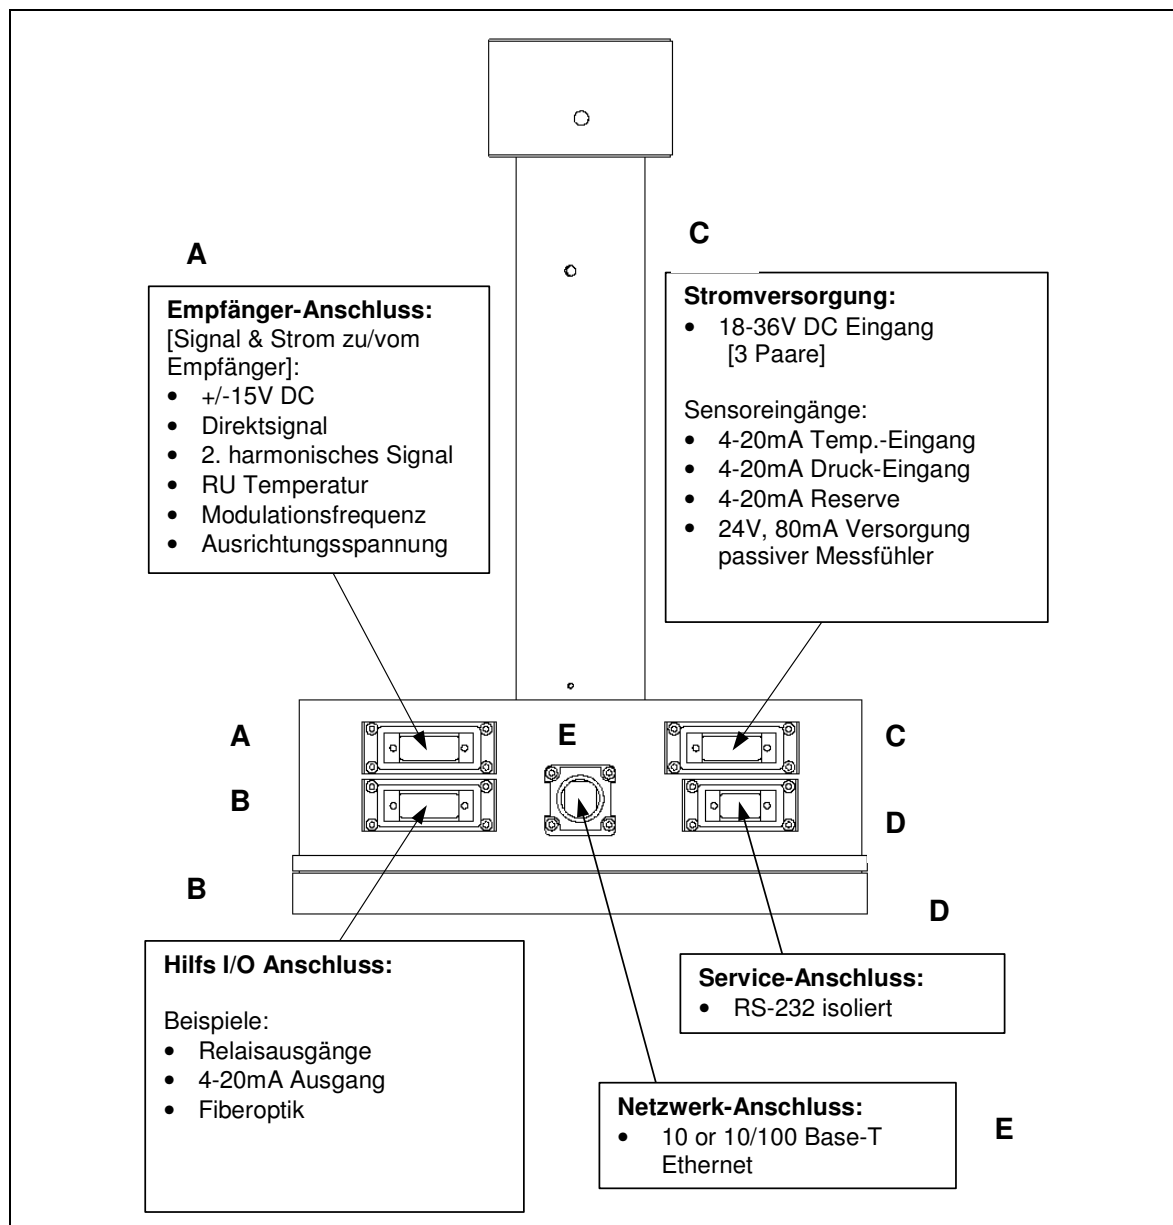 A
Empfänger-Anschluss:
[Signal & Strom zu/vom
Empfänger]:
• +/-15V DC
• Direktsignal
• 2. harmonisches Signal
• RU Temperatur
• Modulationsfrequenz
• Ausrichtungsspannung
C
Stromversorgung:
• 18-36V DC Eingang
[3 Paare]
Sensoreingänge:
• 4-20mA Temp.-Eingang
• 4-20mA Druck-Eingang
• 4-20mA Reserve
• 24V, 80mA Versorgung
passiver Messfühler
A
E
C
B
D
B
D
Hilfs I/O Anschluss:
Beispiele:
• Relaisausgänge
• 4-20mA Ausgang
• Fiberoptik
Service-Anschluss:
• RS-232 isoliert
Netzwerk-Anschluss:
• 10 or 10/100 Base-T
Ethernet
E